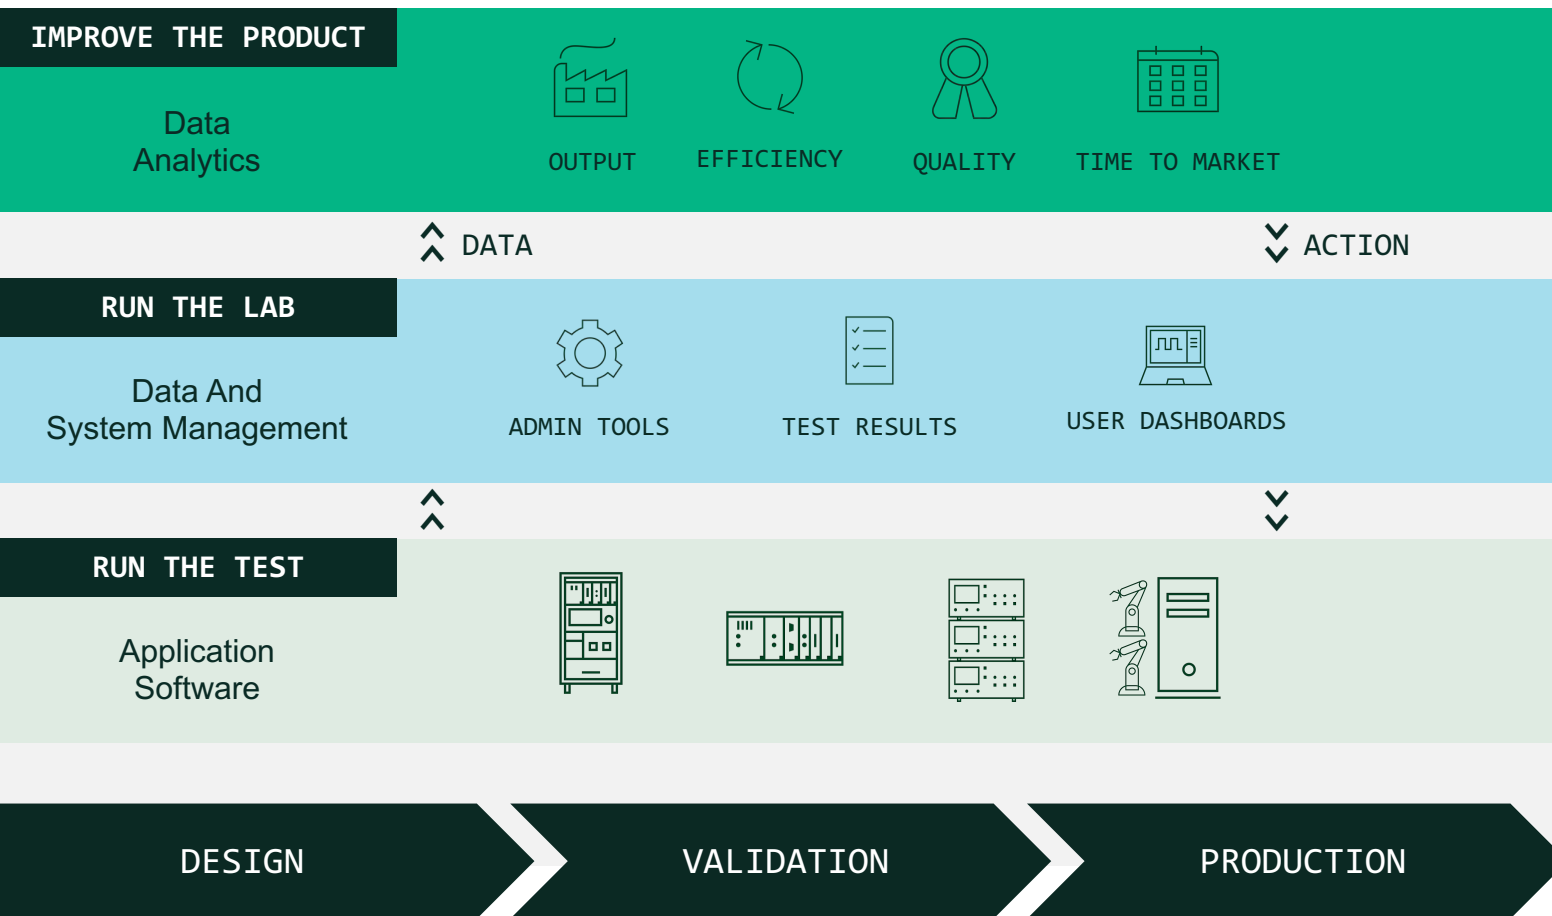 IMPROVE THE PRODUCT
Data
Analytics
OUTPUT
EFFICIENCY
QUALITY
TIME TO MARKET
DATA
ACTION
RUN THE LAB
Data And
System Management
ADMIN TOOLS
TEST RESULTS
USER DASHBOARDS
RUN THE TEST
Application
Software
DESIGN
VALIDATION
PRODUCTION